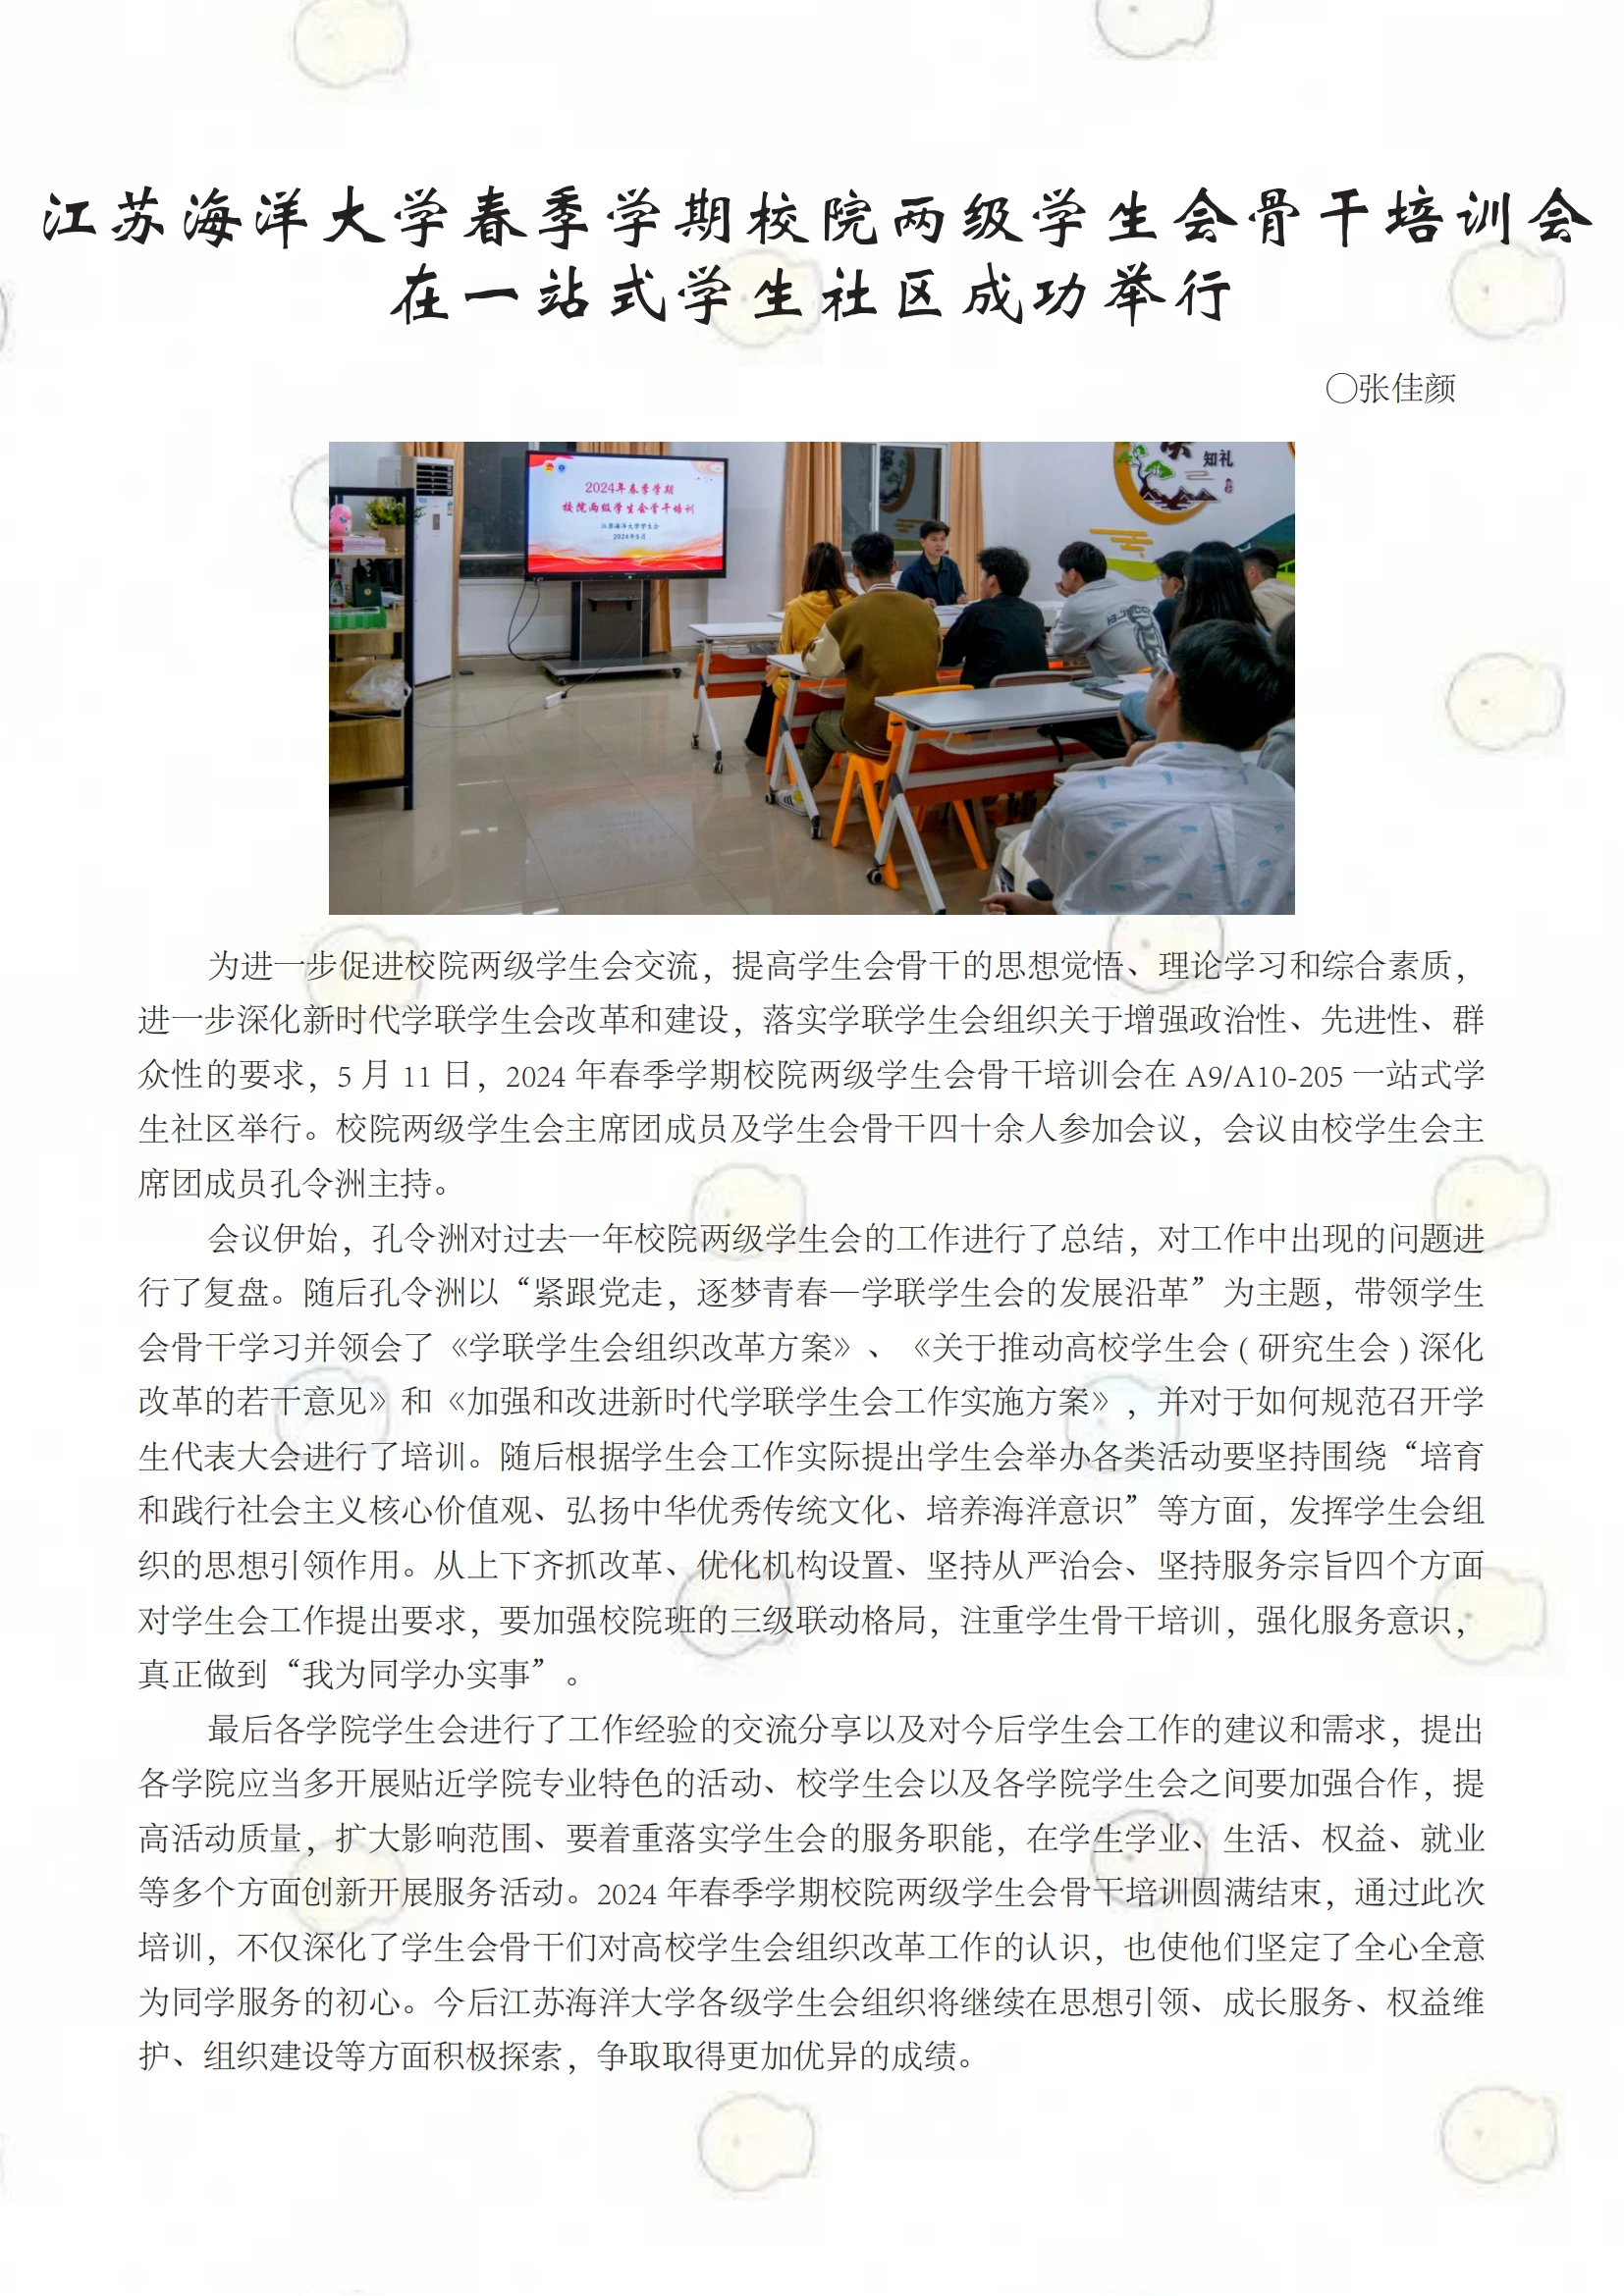 江苏海洋大学春季学期校院两级学生会骨干培训会
在一站式学生社区成功举行
〇张佳颜
2024年春季学期
校院两级学生会骨干培训
江苏海洋大学学生会
2024年5月
知礼
为进一步促进校院两级学生会交流，提高学生会骨干的思想觉悟、理论学习和综合素质，
进一步深化新时代学联学生会改革和建设，落实学联学生会组织关于增强政治性、先进性、群
众性的要求，5 月 11 日，2024 年春季学期校院两级学生会骨干培训会在 A9/A10-205 一站式学
生社区举行。校院两级学生会主席团成员及学生会骨干四十余人参加会议，会议由校学生会主
席团成员孔令洲主持。
会议伊始，孔令洲对过去一年校院两级学生会的工作进行了总结，对工作中出现的问题进
行了复盘。随后孔令洲以“紧跟党走，逐梦青春—学联学生会的发展沿革”为主题，带领学生
会骨干学习并领会了《学联学生会组织改革方案》、《关于推动高校学生会 ( 研究生会 ) 深化
改革的若干意见》和《加强和改进新时代学联学生会工作实施方案》，并对于如何规范召开学
生代表大会进行了培训。随后根据学生会工作实际提出学生会举办各类活动要坚持围绕“培育
和践行社会主义核心价值观、弘扬中华优秀传统文化、培养海洋意识”等方面，发挥学生会组
织的思想引领作用。从上下齐抓改革、优化机构设置、坚持从严治会、坚持服务宗旨四个方面
对学生会工作提出要求，要加强校院班的三级联动格局，注重学生骨干培训，强化服务意识，
真正做到“我为同学办实事”。
最后各学院学生会进行了工作经验的交流分享以及对今后学生会工作的建议和需求，提出
各学院应当多开展贴近学院专业特色的活动、校学生会以及各学院学生会之间要加强合作，提
高活动质量，扩大影响范围、要着重落实学生会的服务职能，在学生学业、生活、权益、就业
等多个方面创新开展服务活动。2024 年春季学期校院两级学生会骨干培训圆满结束，通过此次
培训，不仅深化了学生会骨干们对高校学生会组织改革工作的认识，也使他们坚定了全心全意
为同学服务的初心。今后江苏海洋大学各级学生会组织将继续在思想引领、成长服务、权益维
护、组织建设等方面积极探索，争取取得更加优异的成绩。